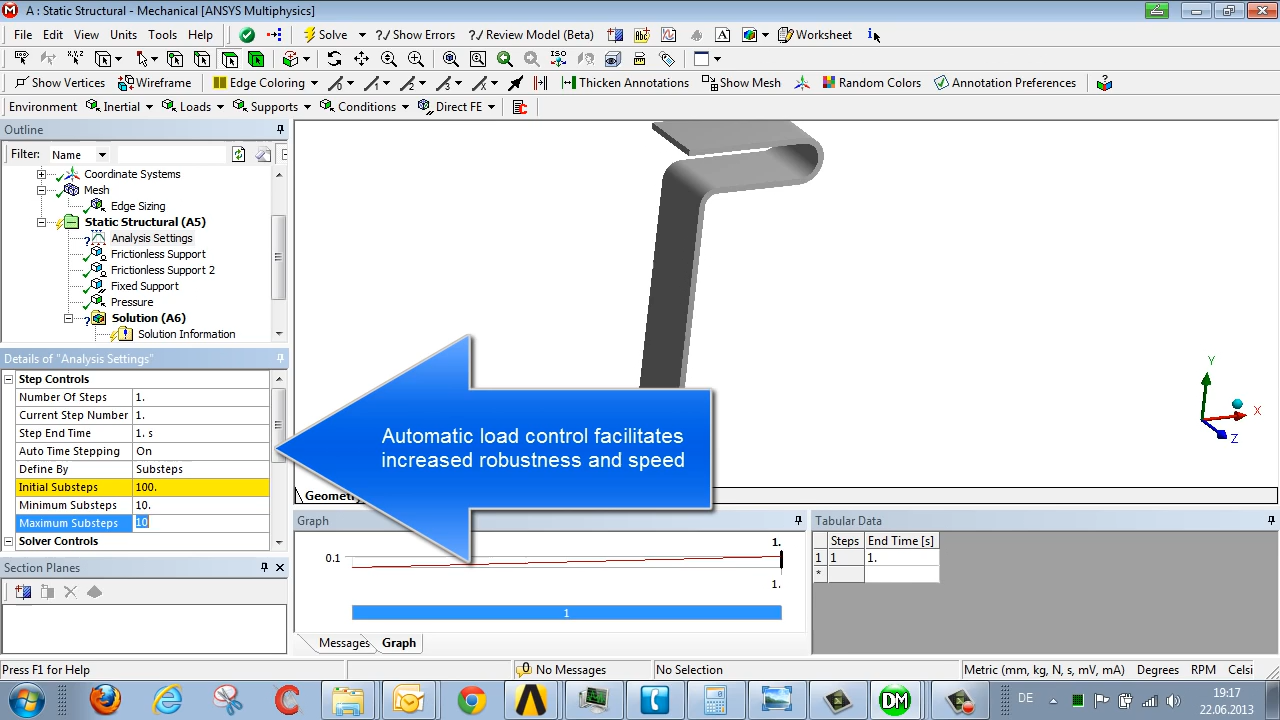 A : Static Structural - Mechanical [ANSYS Multiphysics]
File Edit View Units Tools Help Solve ?/ Show Errors ?/ Review Model (Beta) A Worksheet i
X,Y,Z ISO
Show Vertices Wireframe Edge Coloring Thicken Annotations Show Mesh Random Colors Annotation Preferences
Environment Inertial Loads Supports Conditions Direct FE
Outline
Filter: Name
Coordinate Systems
Mesh
Edge Sizing
Static Structural (A5)
Analysis Settings
Frictionless Support
Frictionless Support 2
Fixed Support
Pressure
Solution (A6)
Solution Information
Details of "Analysis Settings"
Step Controls
Number Of Steps 1.
Current Step Number 1.
Step End Time 1. s
Auto Time Stepping On
Define By Substeps
Initial Substeps 100.
Minimum Substeps 10.
Maximum Substeps 10
Solver Controls
Section Planes
Automatic load control facilitates
increased robustness and speed
Y
X
Z
Graph
1.
0.1
1.
1
Messages Graph
Tabular Data
Steps End Time [s]
1 1 1.
*
Press F1 for Help 0 No Messages No Selection Metric (mm, kg, N, s, mV, mA) Degrees RPM Celsi
DM DE 19:17
22.06.2013